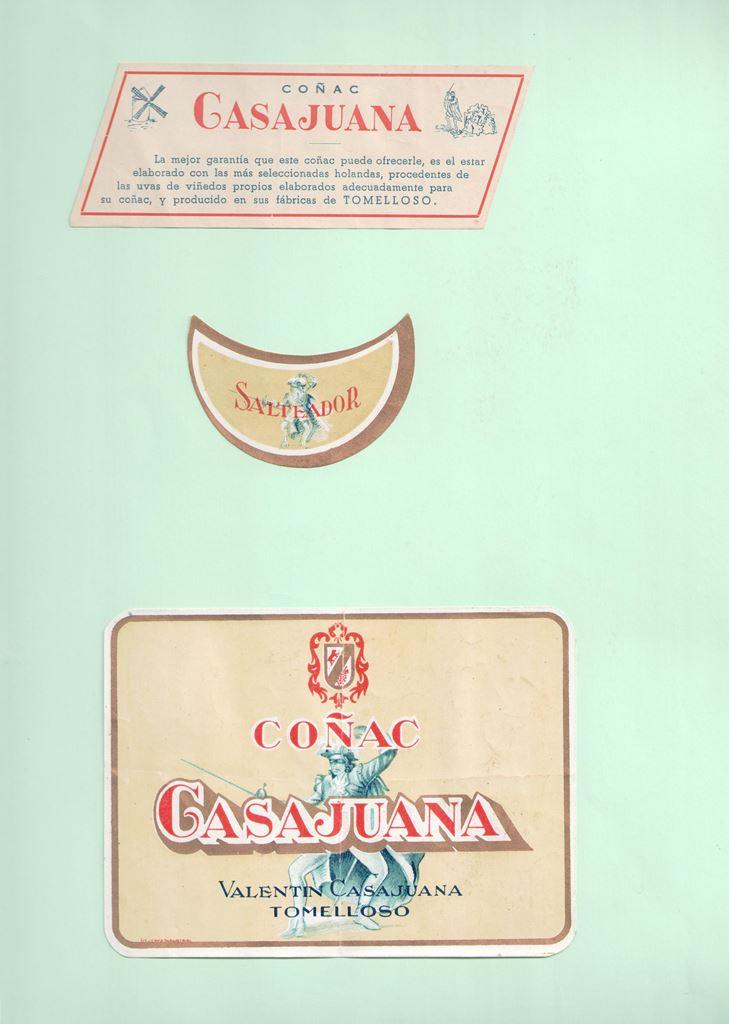 COÑAC
CASAJUANA
La mejor garantía que este coñac puede ofrecerle, es el estar
elaborado con las más seleccionadas holandas, procedentes de
las uvas de viñedos propios elaborados adecuadamente para
su coñac, y producido en sus fábricas de TOMELLOSO.
SALTEADOR
COÑAC
CASAJUANA
VALENTIN CASAJUANA
TOMELLOSO